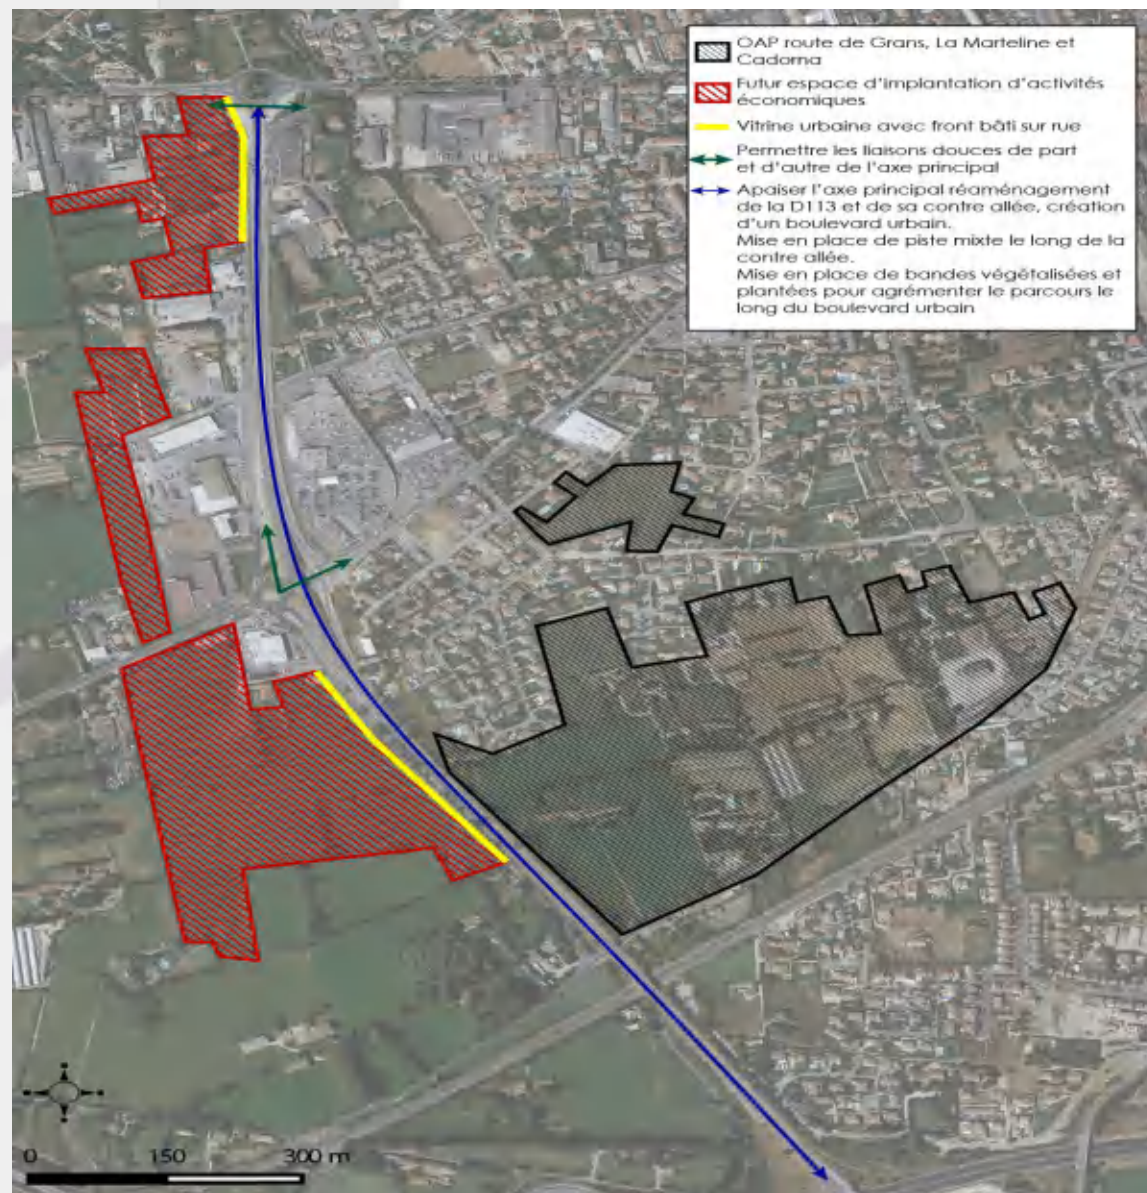 OAP route de Grans, La Marteline et
Cadorna
Futur espace d'implantation d'activités
économiques
Vitrine urbaine avec front bâti sur rue
Permettre les liaisons douces de part
et d'autre de l'axe principal
Apaiser l'axe principal réaménagement
de la D113 et de sa contre allée, création
d'un boulevard urbain.
Mise en place de piste mixte le long de la
contre allée.
Mise en place de bandes végétalisées et
plantées pour agrémenter le parcours le
long du boulevard urbain
0 150 300 m